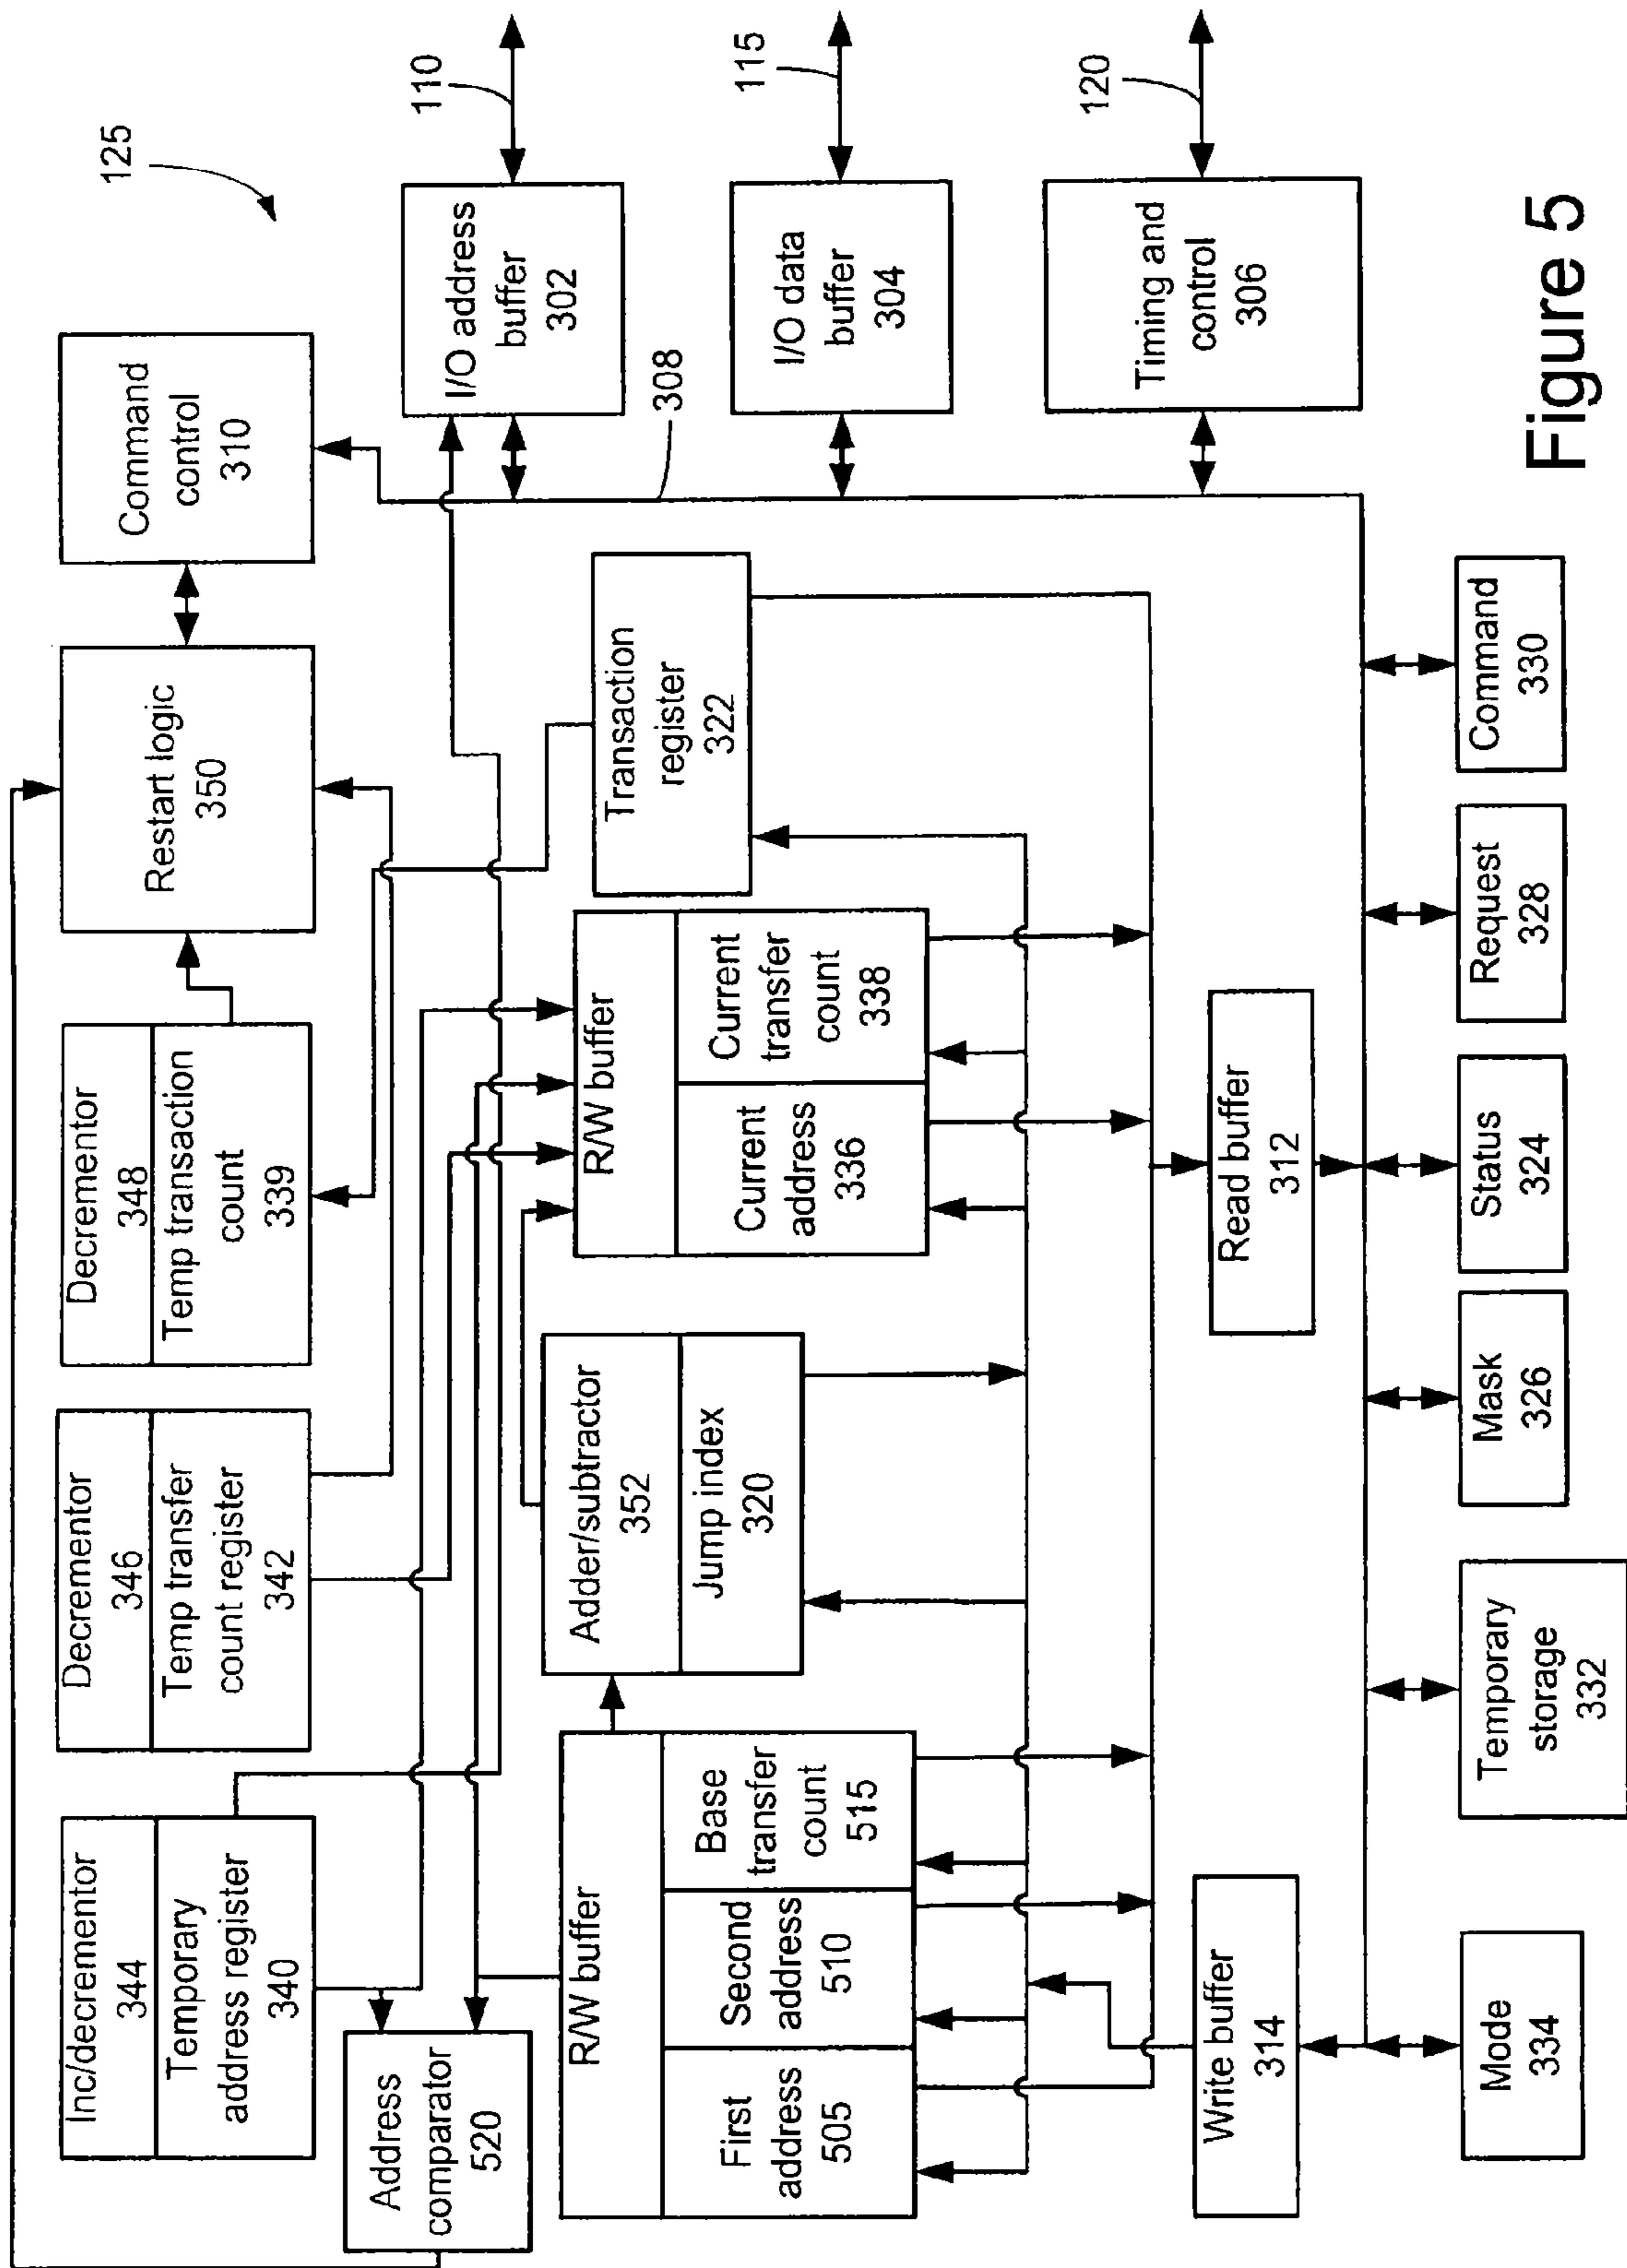 125
Inc/decrementor
344
Temporary
address register
340
Decrementor
346
Temp transfer
count register
342
Decrementor
348
Temp transaction
count
339
Restart logic
350
Command
control
310
Address
comparator
520
I/O address
buffer
302
110
R/W buffer
First
address
505
Second
address
510
Base
transfer
count
515
Adder/subtractor
352
Jump index
320
R/W buffer
Current
address
336
Current
transfer
count
338
Transaction
register
322
308
I/O data
buffer
304
115
Timing and
control
306
120
Write buffer
314
Read buffer
312
Mode
334
Temporary
storage
332
Mask
326
Status
324
Request
328
Command
330
Figure 5